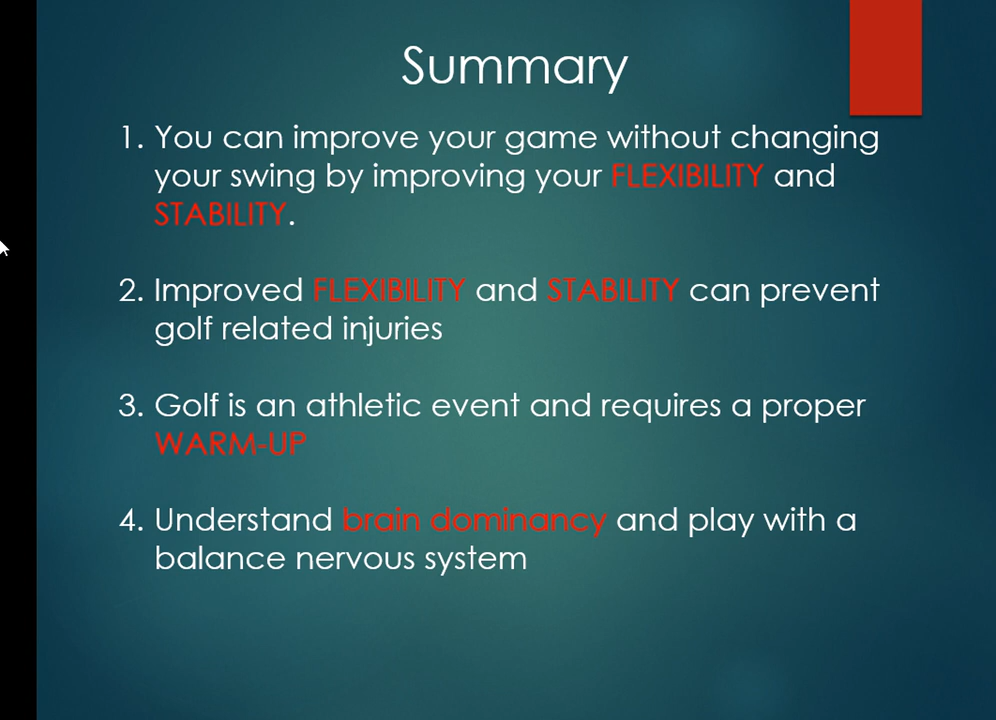 Summary
1. You can improve your game without changing
your swing by improving your FLEXIBILITY and
STABILITY.
2. Improved FLEXIBILITY and STABILITY can prevent
golf related injuries
3. Golf is an athletic event and requires a proper
WARM-UP
4. Understand brain dominancy and play with a
balance nervous system